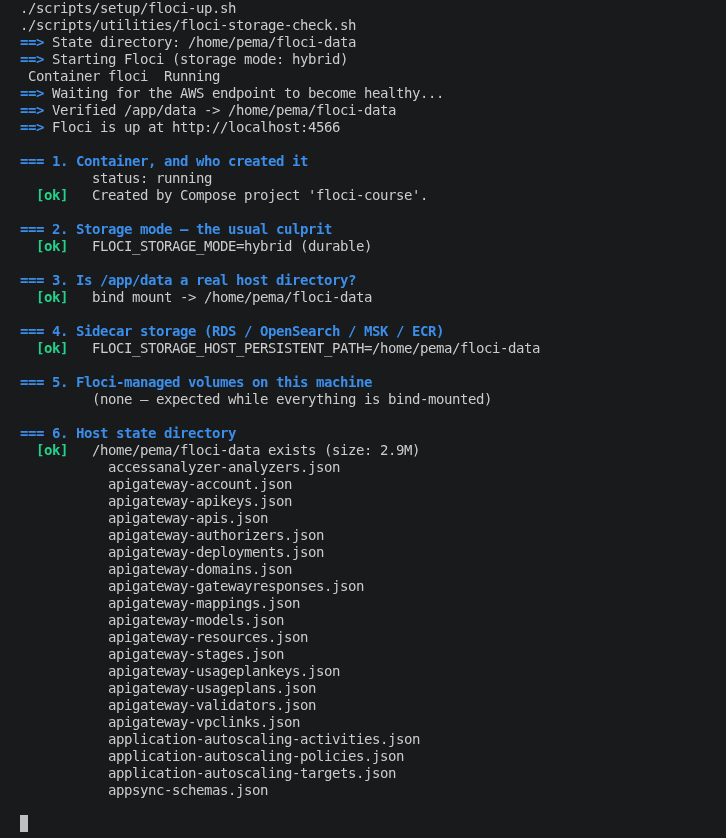 ./scripts/setup/floci-up.sh
./scripts/utilities/floci-storage-check.sh
==> State directory: /home/pema/floci-data
==> Starting Floci (storage mode: hybrid)
 Container floci  Running
==> Waiting for the AWS endpoint to become healthy...
==> Verified /app/data -> /home/pema/floci-data
==> Floci is up at http://localhost:4566

=== 1. Container, and who created it
         status: running
  [ok]   Created by Compose project 'floci-course'.

=== 2. Storage mode — the usual culprit
  [ok]   FLOCI_STORAGE_MODE=hybrid (durable)

=== 3. Is /app/data a real host directory?
  [ok]   bind mount -> /home/pema/floci-data

=== 4. Sidecar storage (RDS / OpenSearch / MSK / ECR)
  [ok]   FLOCI_STORAGE_HOST_PERSISTENT_PATH=/home/pema/floci-data

=== 5. Floci-managed volumes on this machine
         (none — expected while everything is bind-mounted)

=== 6. Host state directory
  [ok]   /home/pema/floci-data exists (size: 2.9M)
           accessanalyzer-analyzers.json
           apigateway-account.json
           apigateway-apikeys.json
           apigateway-apis.json
           apigateway-authorizers.json
           apigateway-deployments.json
           apigateway-domains.json
           apigateway-gatewayresponses.json
           apigateway-mappings.json
           apigateway-models.json
           apigateway-resources.json
           apigateway-stages.json
           apigateway-usageplankeys.json
           apigateway-usageplans.json
           apigateway-validators.json
           apigateway-vpclinks.json
           application-autoscaling-activities.json
           application-autoscaling-policies.json
           application-autoscaling-targets.json
           appsync-schemas.json